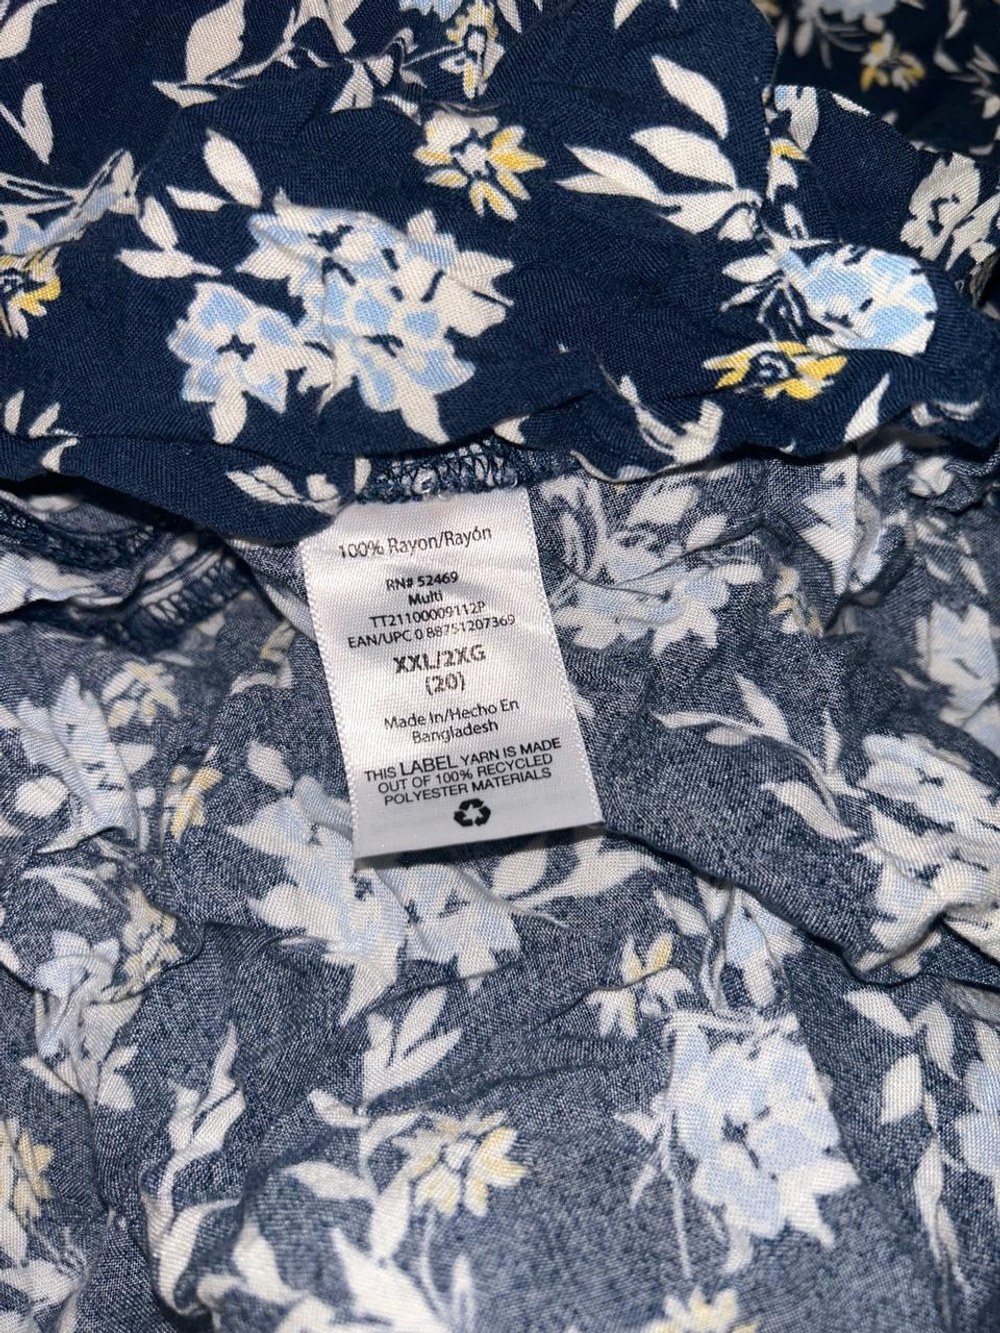 100% Rayon/Rayón
RN# 52469
Multi
TT21100009112P
EAN/UPC 0 88751207369
XXL/2XG
(20)
Made In/Hecho En
Bangladesh
THIS LABEL YARN IS MADE
OUT OF 100% RECYCLED
POLYESTER MATERIALS